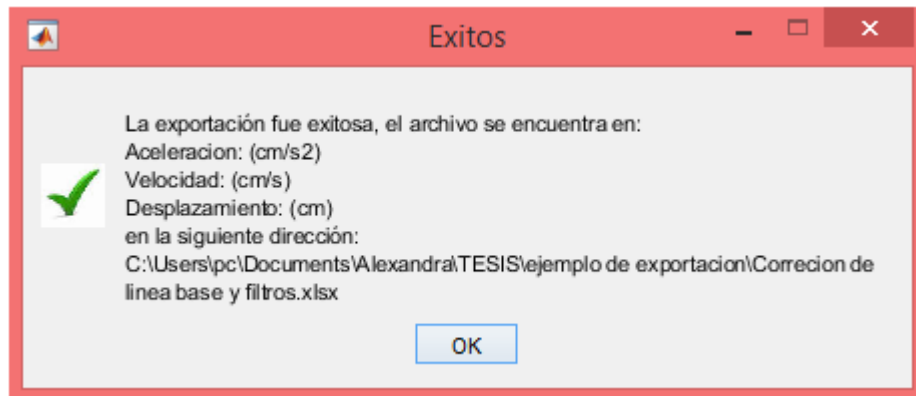 Exitos
La exportación fue exitosa, el archivo se encuentra en:
Aceleracion: (cm/s2)
Velocidad: (cm/s)
Desplazamiento: (cm)
en la siguiente dirección:
C:\Users\pc\Documents\Alexandra\TESIS\ejemplo de exportacion\Correcion de
linea base y filtros.xlsx
OK